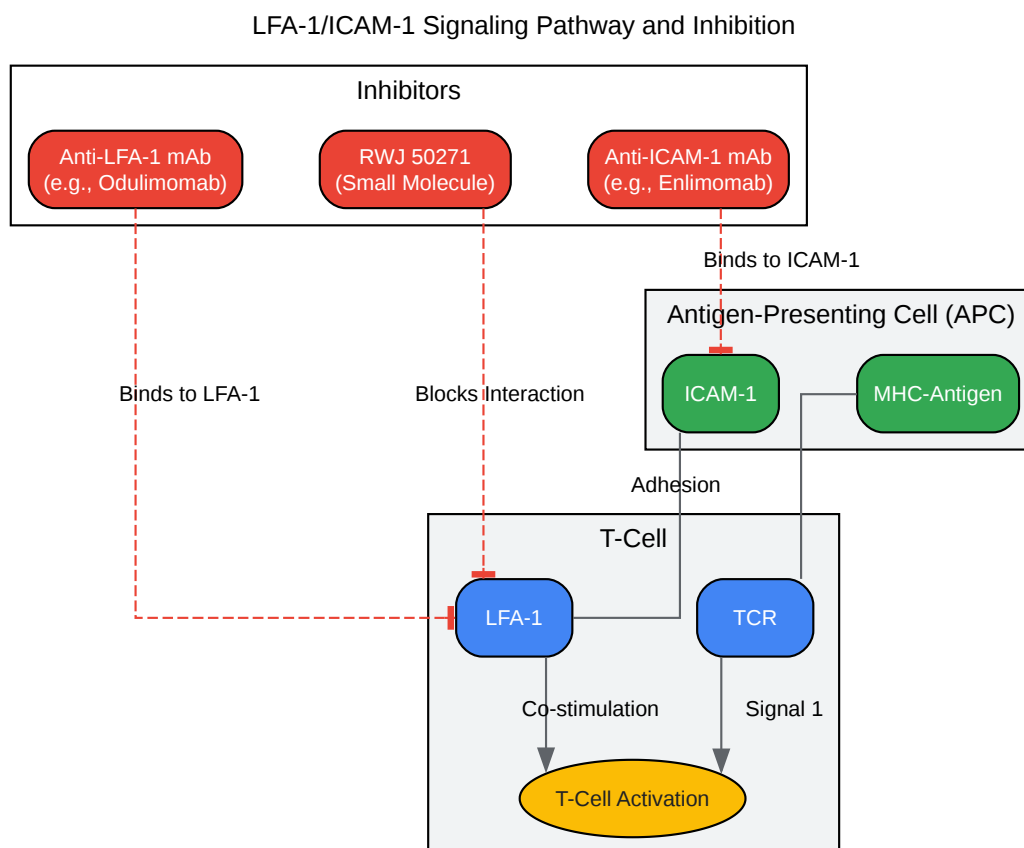 LFA-1/ICAM-1 Signaling Pathway and Inhibition
Inhibitors
Anti-LFA-1 mAb
(e.g., Odulimomab)
RWJ 50271
(Small Molecule)
Anti-ICAM-1 mAb
(e.g., Enlimomab)
Binds to ICAM-1
Antigen-Presenting Cell (APC)
Binds to LFA-1
Blocks Interaction
ICAM-1
MHC-Antigen
Adhesion
T-Cell
LFA-1
TCR
Co-stimulation
Signal 1
T-Cell Activation